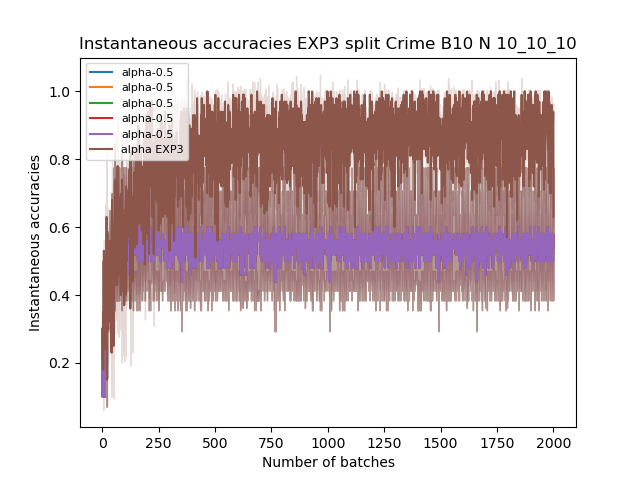 Instantaneous accuracies EXP3 split Crime B10 N 10_10_10
alpha-0.5
alpha-0.5
alpha-0.5
alpha-0.5
alpha-0.5
alpha EXP3
1.0
0.8
0.6
0.4
0.2
Instantaneous accuracies
0 250 500 750 1000 1250 1500 1750 2000
Number of batches